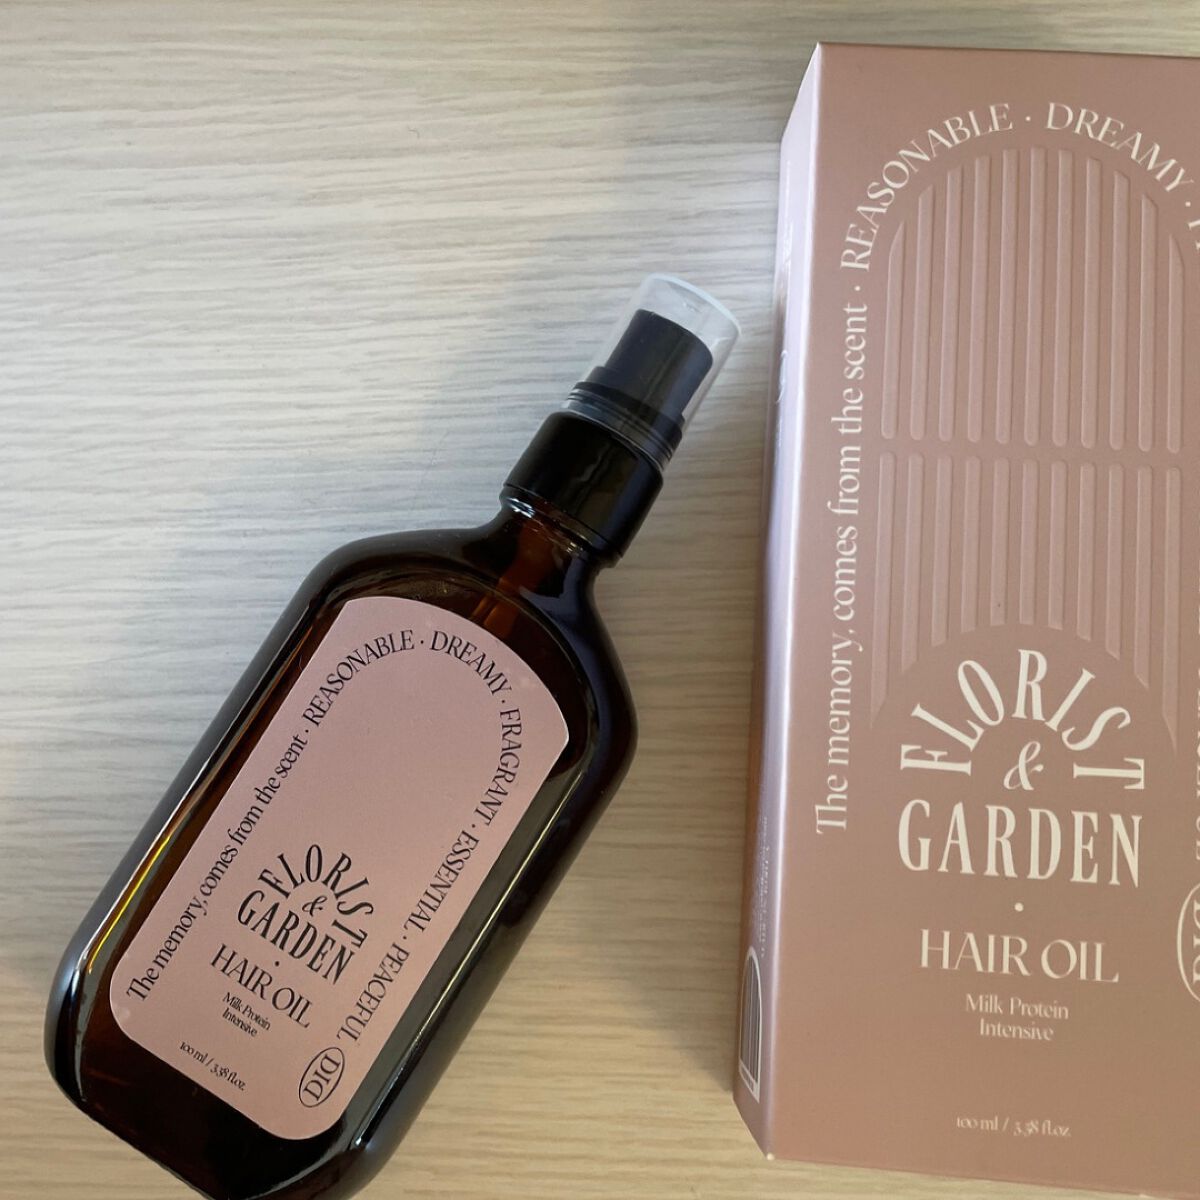 The memory, comes from the scent · REASONABLE · DREAMY · FRAGRANT · ESSENTIAL · PEACEFUL
FLORIST
&
GARDEN
·
HAIR OIL
Milk Protein
Intensive
100 ml / 3.38 fl.oz.
DID
The memory, comes from the scent · REASONABLE · DREAMY ·
FLORIST
&
GARDEN
·
HAIR OIL
Milk Protein
Intensive
100 ml / 3.38 fl.oz.